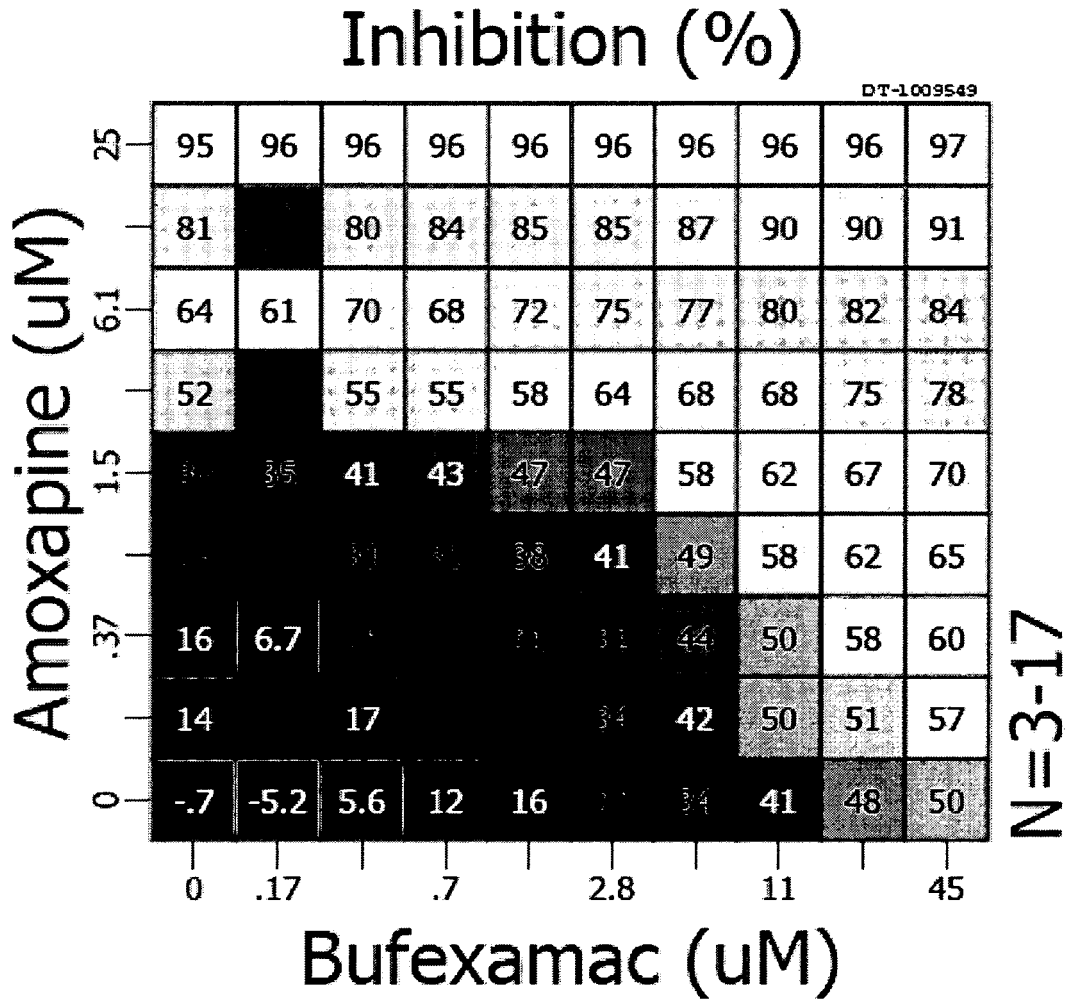 Inhibition (%)
DT-1009549
Amoxapine (uM)
25 95 96 96 96 96 96 96 96 96 97
81 80 84 85 85 87 90 90 91
6.1 64 61 70 68 72 75 77 80 82 84
52 55 55 58 64 68 68 75 78
1.5 35 41 43 47 47 58 62 67 70
38 41 49 58 62 65
.37 16 6.7 44 50 58 60
14 17 34 42 50 51 57
0 -.7 -5.2 5.6 12 16 34 41 48 50
0 .17 .7 2.8 11 45
Bufexamac (uM)
N=3-17